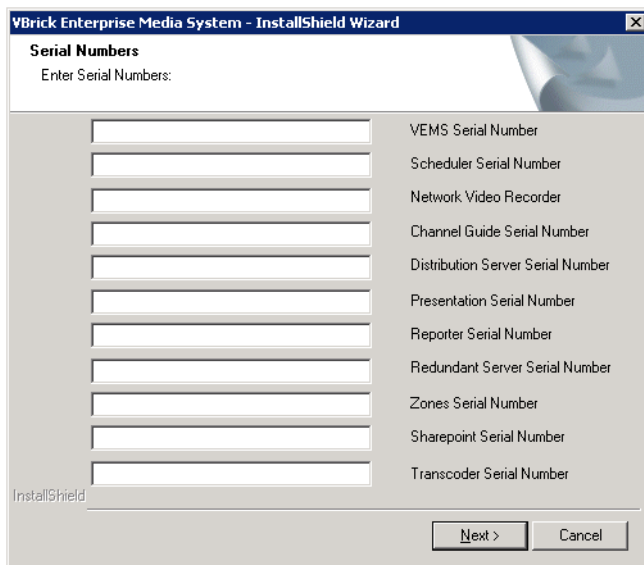 VBrick Enterprise Media System - InstallShield Wizard
Serial Numbers
Enter Serial Numbers:
VEMS Serial Number
Scheduler Serial Number
Network Video Recorder
Channel Guide Serial Number
Distribution Server Serial Number
Presentation Serial Number
Reporter Serial Number
Redundant Server Serial Number
Zones Serial Number
Sharepoint Serial Number
Transcoder Serial Number
InstallShield
Next > Cancel